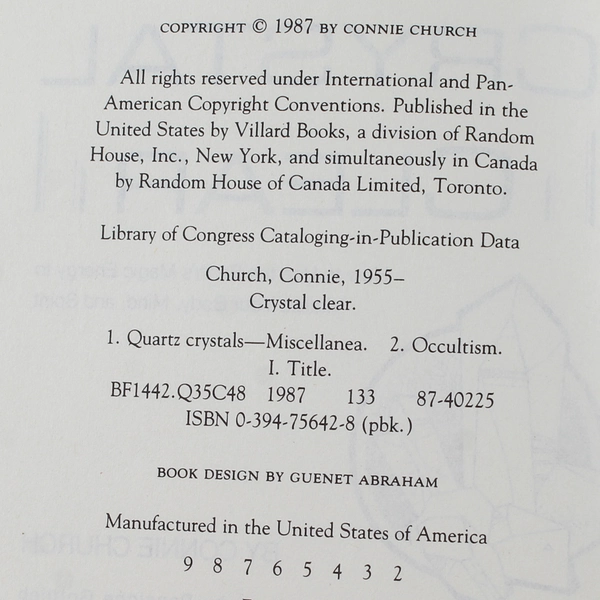 COPYRIGHT © 1987 BY CONNIE CHURCH
All rights reserved under International and Pan-
American Copyright Conventions. Published in the
United States by Villard Books, a division of Random
House, Inc., New York, and simultaneously in Canada
by Random House of Canada Limited, Toronto.
Library of Congress Cataloging-in-Publication Data
Church, Connie, 1955–
Crystal clear.
1. Quartz crystals—Miscellanea. 2. Occultism.
I. Title.
BF1442.Q35C48 1987 133 87-40225
ISBN 0-394-75642-8 (pbk.)
BOOK DESIGN BY GUENET ABRAHAM
Manufactured in the United States of America
9 8 7 6 5 4 3 2